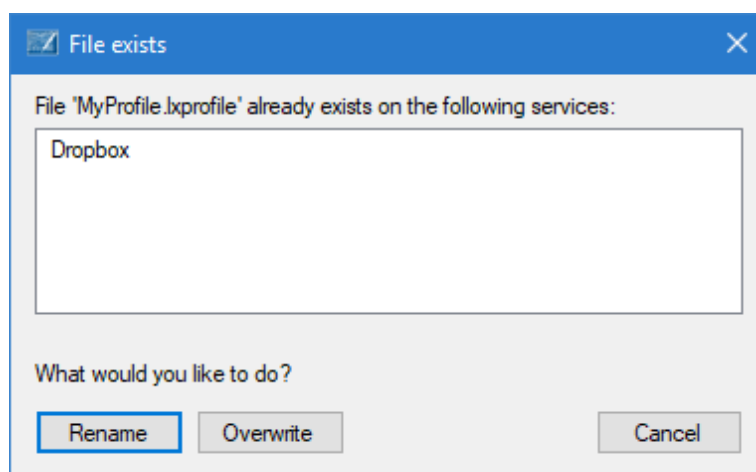 File exists
File 'MyProfile.lxprofile' already exists on the following services:
Dropbox
What would you like to do?
Rename Overwrite Cancel